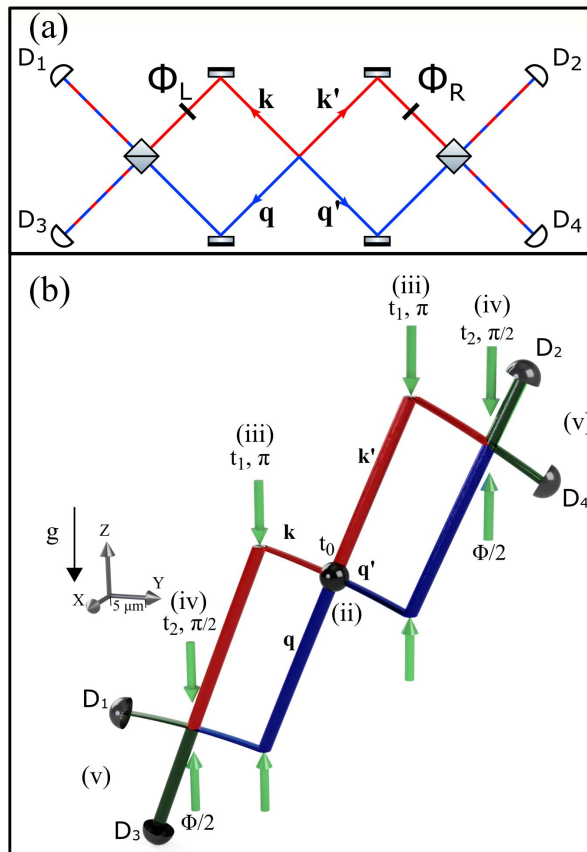 (a)
D1
ΦL
k
k'
ΦR
D2
D3
q
q'
D4
(b)
(iii)
t1, π
(iv)
t2, π/2
D2
(iii)
t1, π
k'
(v)
D4
g
Z
k
t0
q'
Φ/2
X
5 μm
Y
(iv)
t2, π/2
q
(ii)
D1
(v)
D3
Φ/2